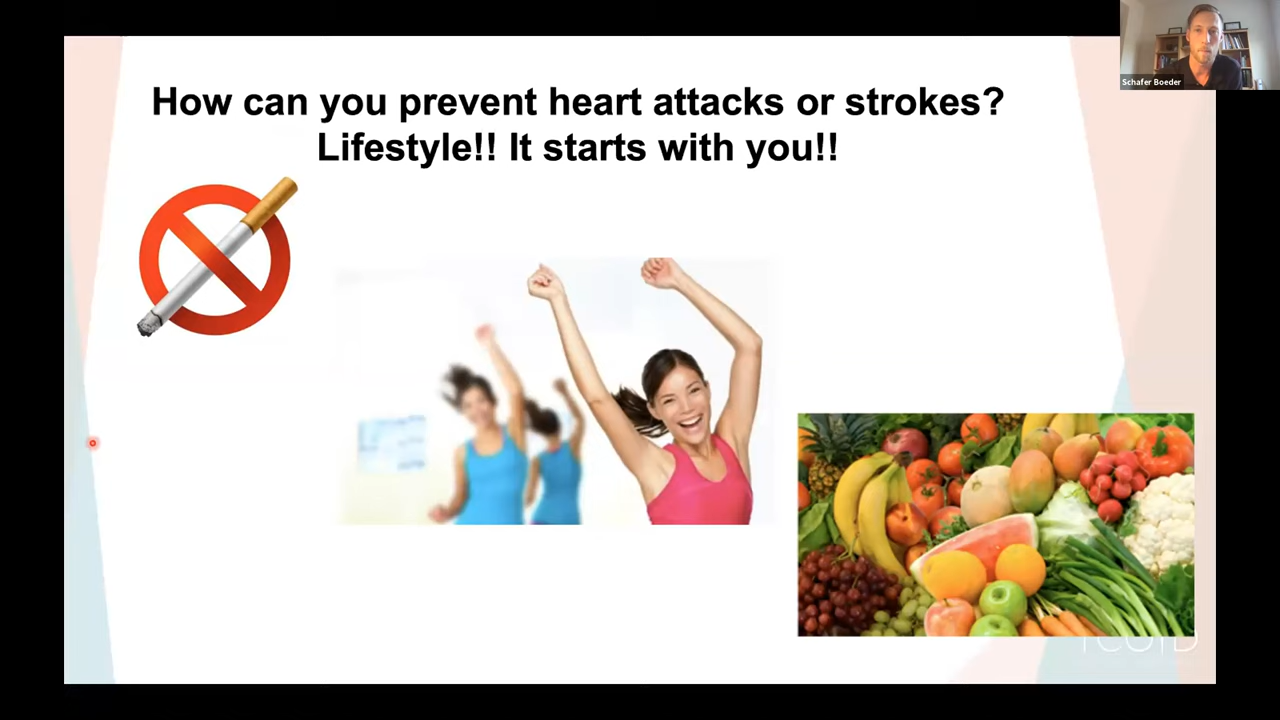 How can you prevent heart attacks or strokes?
Lifestyle!! It starts with you!!
Schafer Boeder